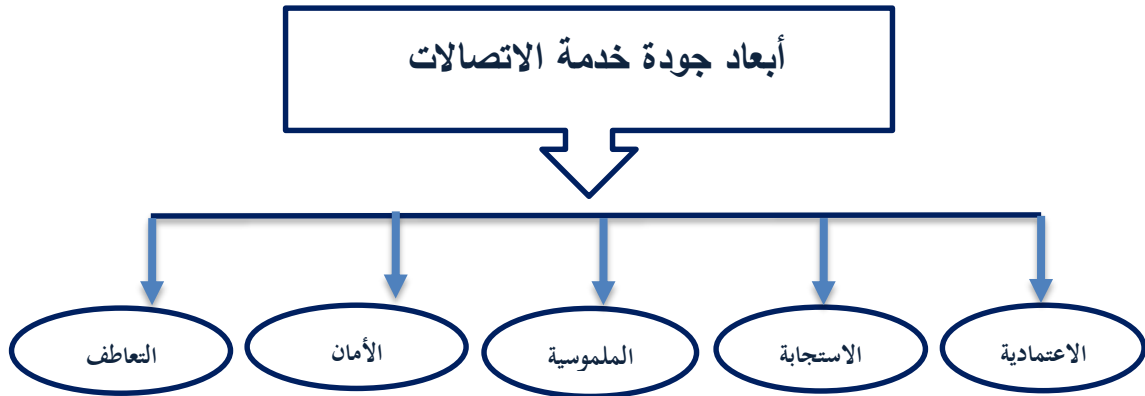 أبعاد جودة خدمة الاتصالات
الاعتمادية
الاستجابة
الملموسية
الأمان
التعاطف